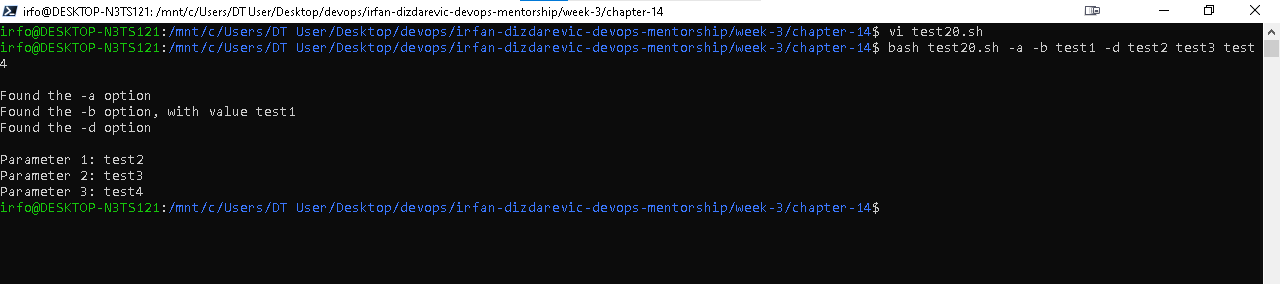 irfo@DESKTOP-N3TS121: /mnt/c/Users/DT User/Desktop/devops/irfan-dizdarevic-devops-mentorship/week-3/chapter-14
irfo@DESKTOP-N3TS121:/mnt/c/Users/DT User/Desktop/devops/irfan-dizdarevic-devops-mentorship/week-3/chapter-14$ vi test20.sh
irfo@DESKTOP-N3TS121:/mnt/c/Users/DT User/Desktop/devops/irfan-dizdarevic-devops-mentorship/week-3/chapter-14$ bash test20.sh -a -b test1 -d test2 test3 test
4
Found the -a option
Found the -b option, with value test1
Found the -d option
Parameter 1: test2
Parameter 2: test3
Parameter 3: test4
irfo@DESKTOP-N3TS121:/mnt/c/Users/DT User/Desktop/devops/irfan-dizdarevic-devops-mentorship/week-3/chapter-14$